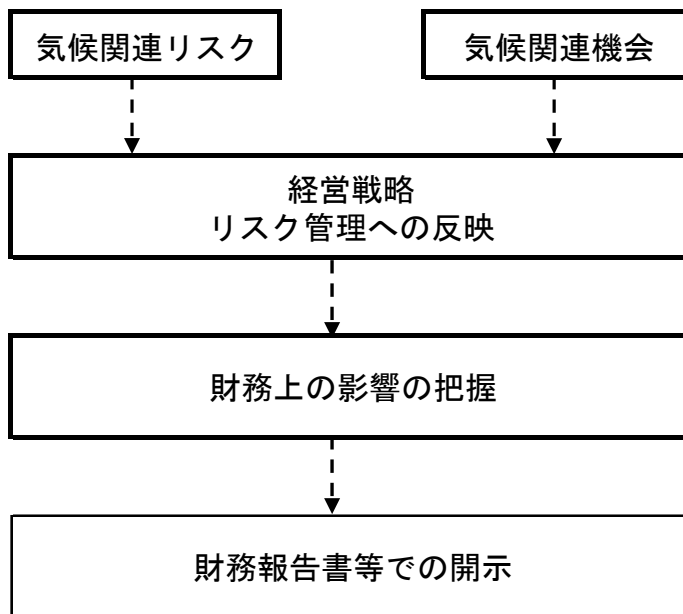 気候関連リスク
気候関連機会
経営戦略
リスク管理への反映
財務上の影響の把握
財務報告書等での開示